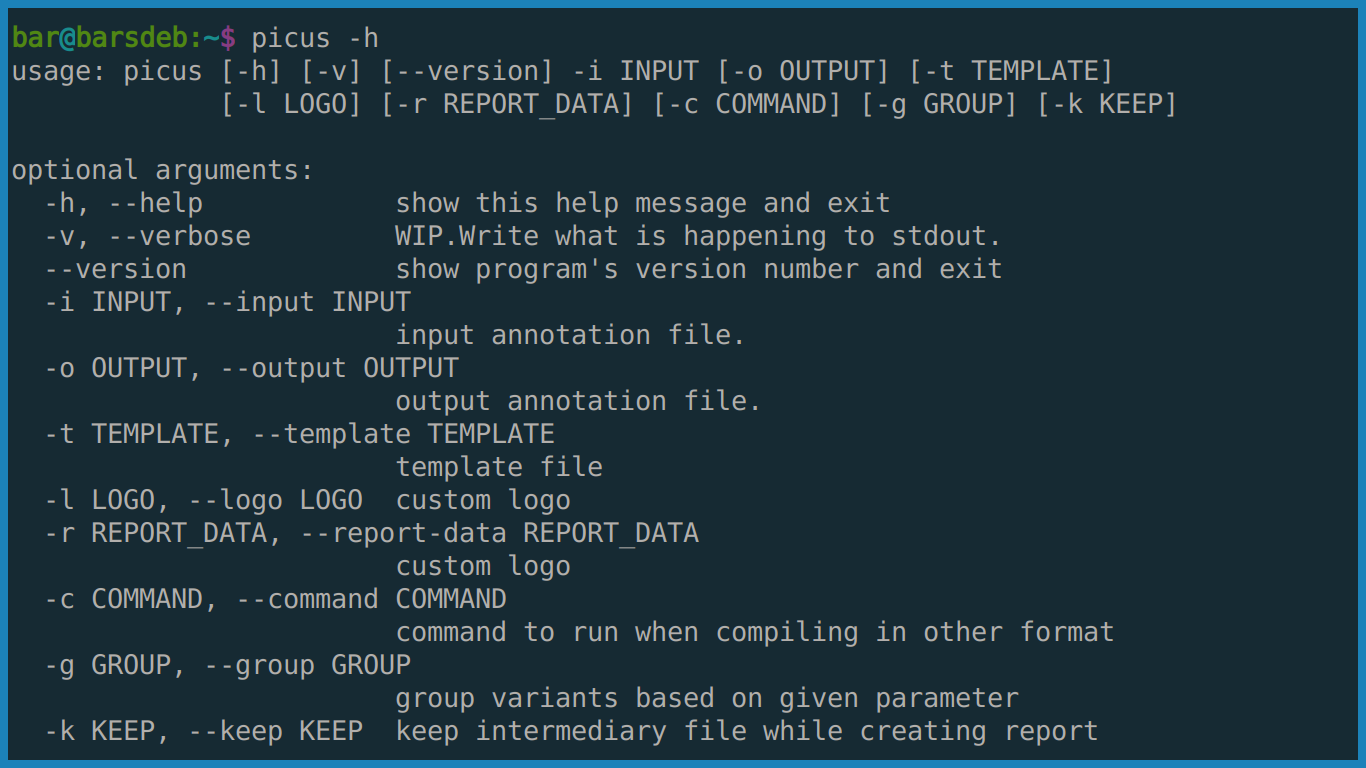 bar@barsdeb:~$ picus -h
usage: picus [-h] [-v] [--version] -i INPUT [-o OUTPUT] [-t TEMPLATE]
             [-l LOGO] [-r REPORT_DATA] [-c COMMAND] [-g GROUP] [-k KEEP]

optional arguments:
  -h, --help            show this help message and exit
  -v, --verbose         WIP.Write what is happening to stdout.
  --version             show program's version number and exit
  -i INPUT, --input INPUT
                        input annotation file.
  -o OUTPUT, --output OUTPUT
                        output annotation file.
  -t TEMPLATE, --template TEMPLATE
                        template file
  -l LOGO, --logo LOGO  custom logo
  -r REPORT_DATA, --report-data REPORT_DATA
                        custom logo
  -c COMMAND, --command COMMAND
                        command to run when compiling in other format
  -g GROUP, --group GROUP
                        group variants based on given parameter
  -k KEEP, --keep KEEP  keep intermediary file while creating report